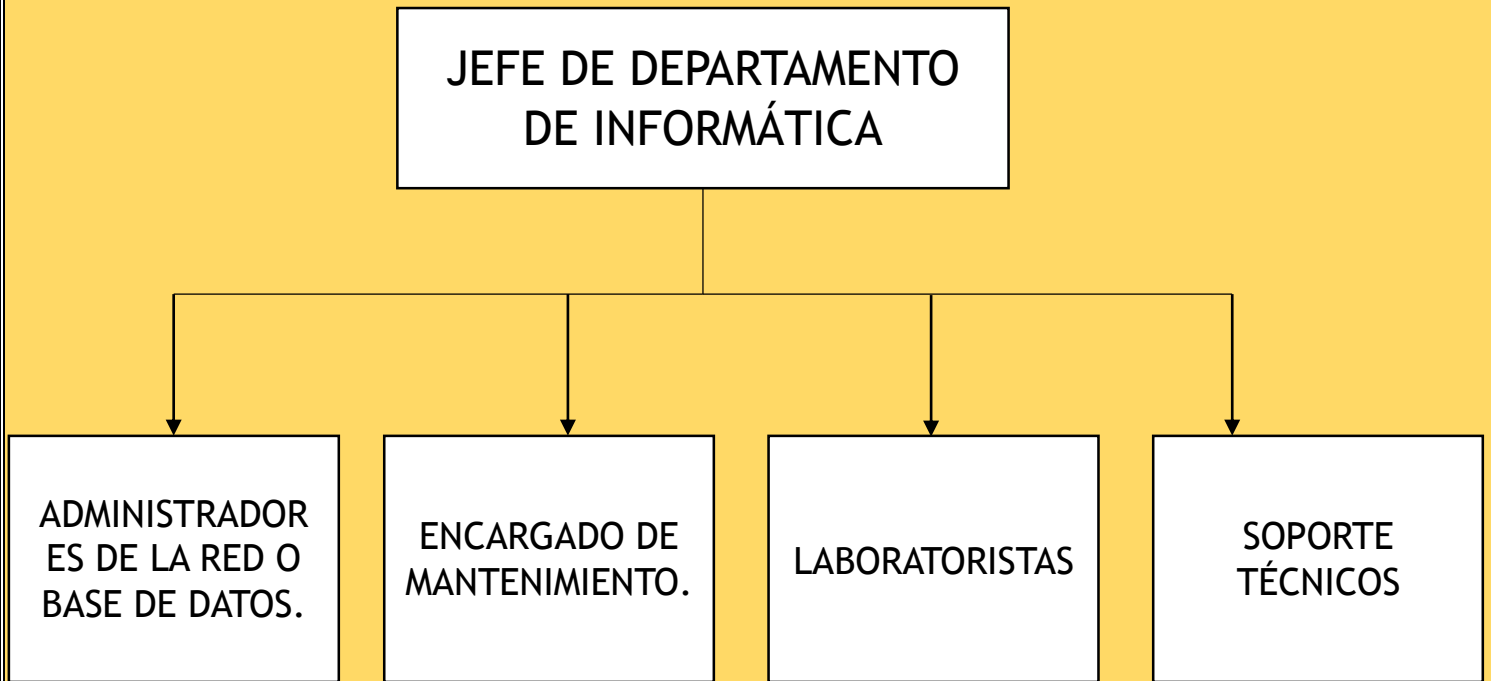 JEFE DE DEPARTAMENTO
DE INFORMÁTICA
ADMINISTRADOR
ES DE LA RED O
BASE DE DATOS.
ENCARGADO DE
MANTENIMIENTO.
LABORATORISTAS
SOPORTE
TÉCNICOS